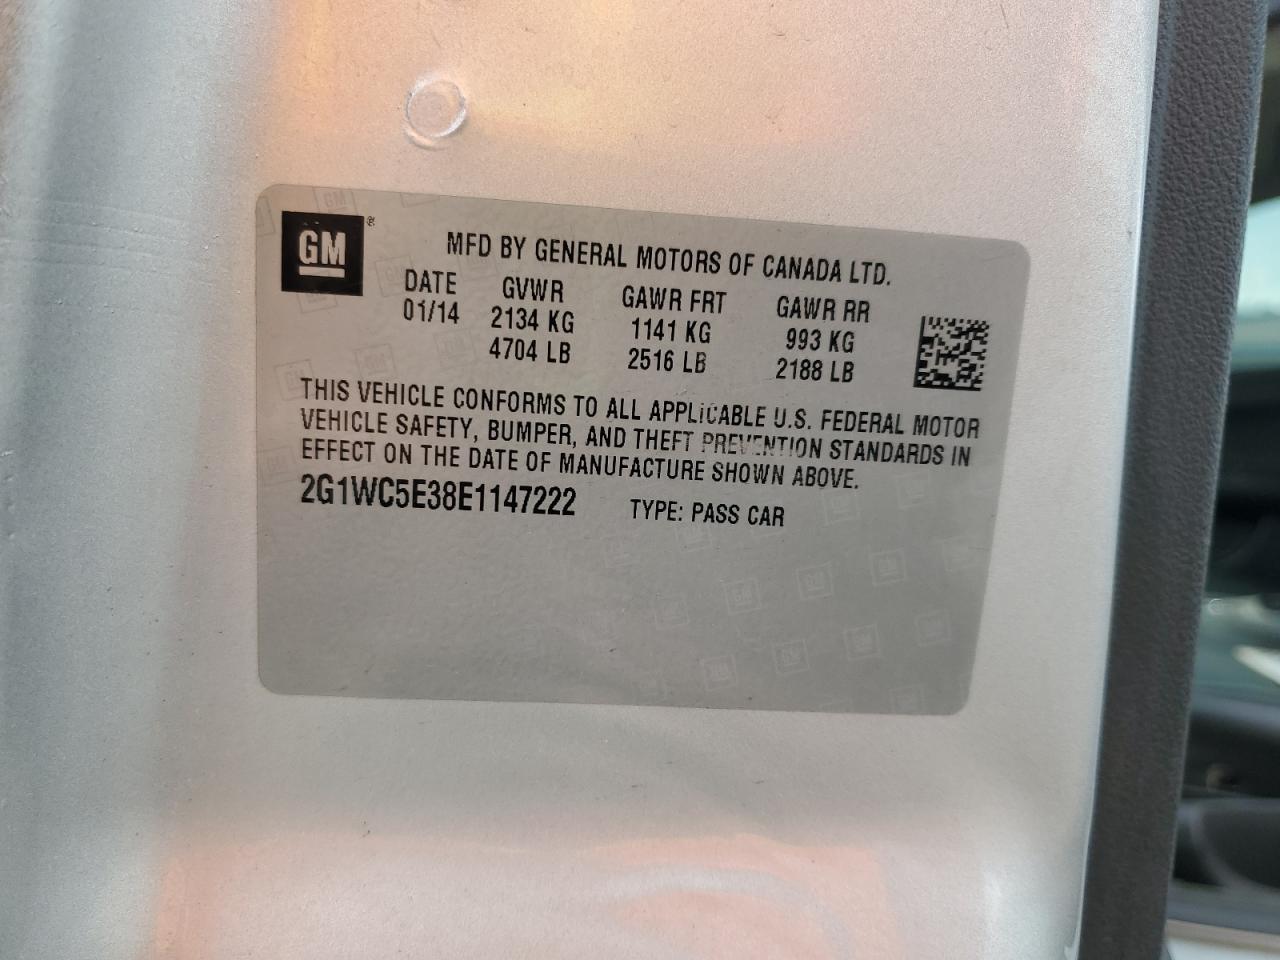 GM ®
MFD BY GENERAL MOTORS OF CANADA LTD.
DATE GVWR GAWR FRT GAWR RR
01/14 2134 KG 1141 KG 993 KG
4704 LB 2516 LB 2188 LB
THIS VEHICLE CONFORMS TO ALL APPLICABLE U.S. FEDERAL MOTOR
VEHICLE SAFETY, BUMPER, AND THEFT PREVENTION STANDARDS IN
EFFECT ON THE DATE OF MANUFACTURE SHOWN ABOVE.
2G1WC5E38E1147222 TYPE: PASS CAR